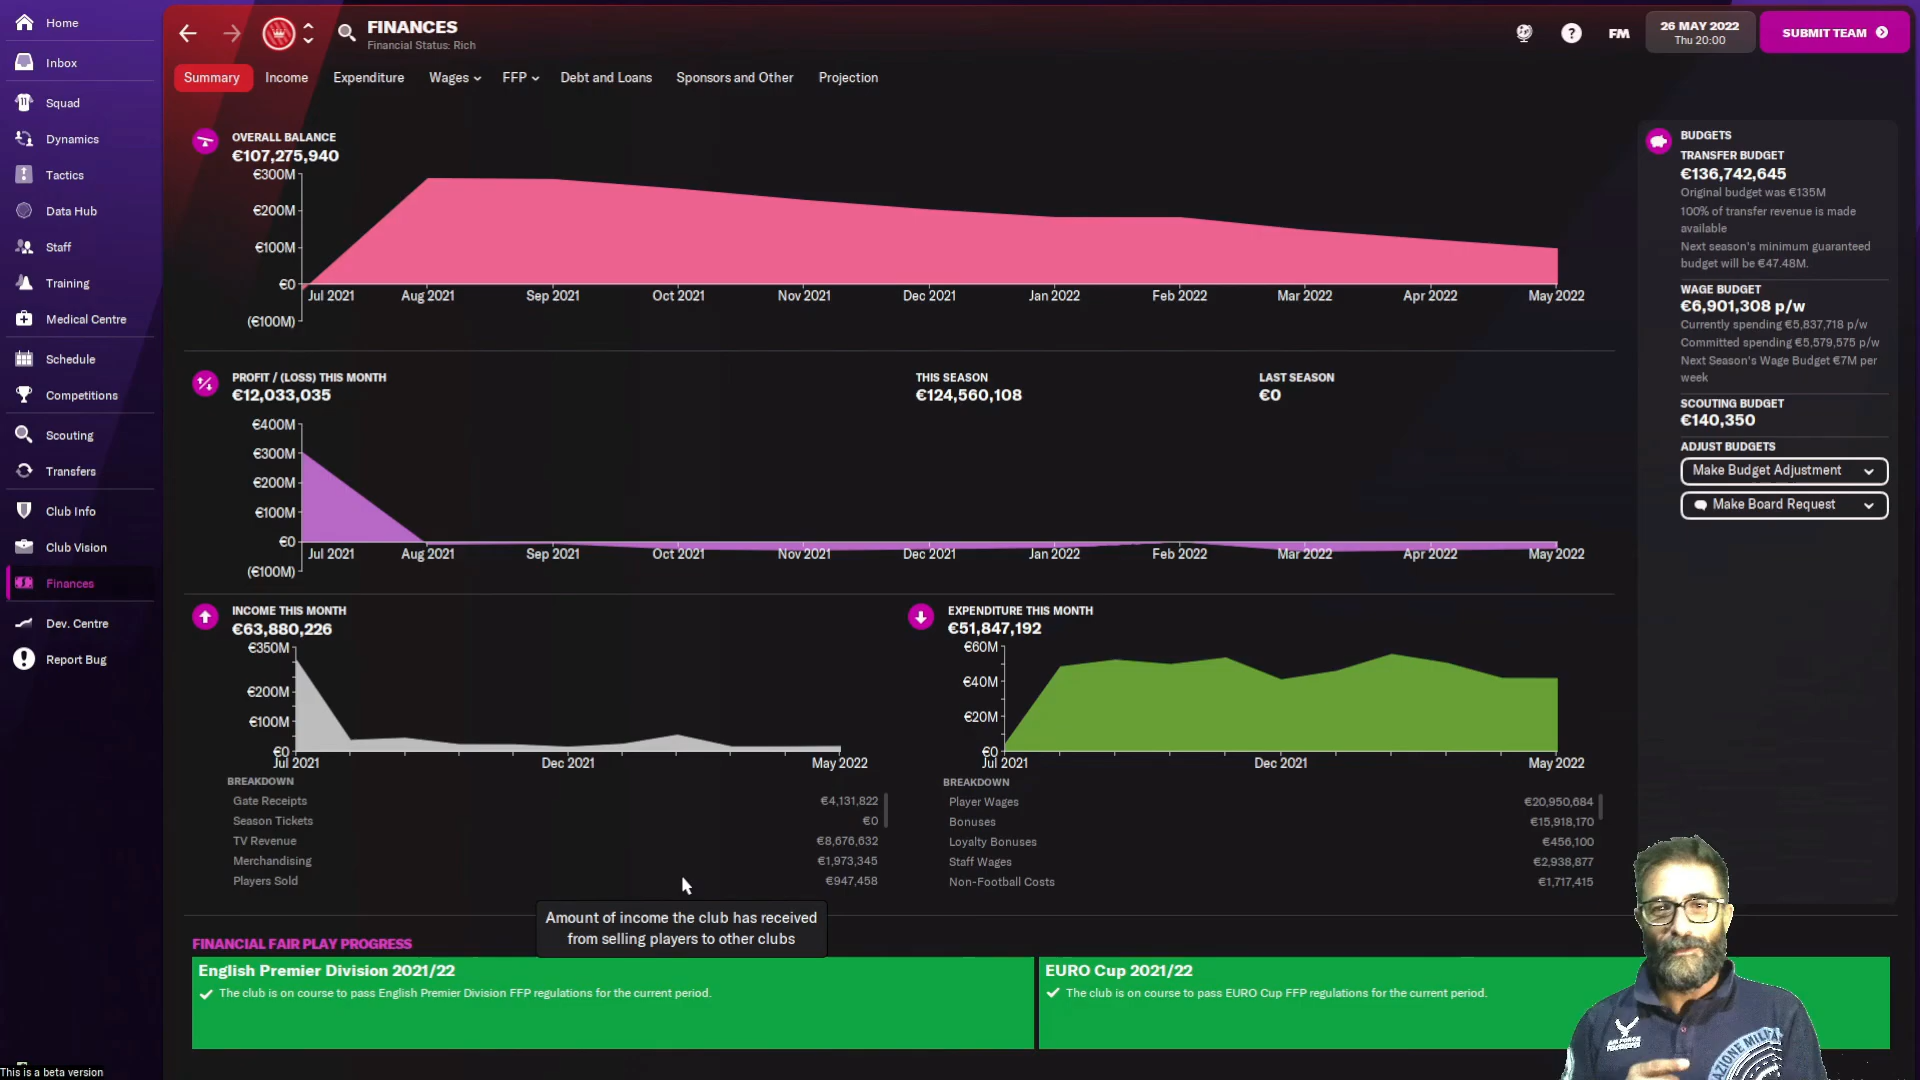 Home
Inbox
Squad
Dynamics
Tactics
Data Hub
Staff
Training
Medical Centre
Schedule
Competitions
Scouting
Transfers
Club Info
Club Vision
Finances
Dev. Centre
Report Bug
This is a beta version
FINANCES
Financial Status: Rich
FM
26 MAY 2022
Thu 20:00
SUBMIT TEAM
Summary
Income
Expenditure
Wages
FFP
Debt and Loans
Sponsors and Other
Projection
OVERALL BALANCE
€107,275,940
€300M
€200M
€100M
€0
(€100M)
Jul 2021 Aug 2021 Sep 2021 Oct 2021 Nov 2021 Dec 2021 Jan 2022 Feb 2022 Mar 2022 Apr 2022 May 2022
PROFIT / (LOSS) THIS MONTH
€12,033,035
THIS SEASON
€124,560,108
LAST SEASON
€0
€400M
€300M
€200M
€100M
€0
(€100M)
Jul 2021 Aug 2021 Sep 2021 Oct 2021 Nov 2021 Dec 2021 Jan 2022 Feb 2022 Mar 2022 Apr 2022 May 2022
INCOME THIS MONTH
€63,880,226
€350M
€200M
€100M
€0
Jul 2021 Dec 2021 May 2022
BREAKDOWN
Gate Receipts €4,131,822
Season Tickets €0
TV Revenue €8,676,632
Merchandising €1,973,345
Players Sold €947,458
EXPENDITURE THIS MONTH
€51,847,192
€60M
€40M
€20M
€0
Jul 2021 Dec 2021 May 2022
BREAKDOWN
Player Wages €20,950,684
Bonuses €15,918,170
Loyalty Bonuses €456,100
Staff Wages €2,938,877
Non-Football Costs €1,717,415
Amount of income the club has received
from selling players to other clubs
FINANCIAL FAIR PLAY PROGRESS
English Premier Division 2021/22
The club is on course to pass English Premier Division FFP regulations for the current period.
EURO Cup 2021/22
The club is on course to pass EURO Cup FFP regulations for the current period.
BUDGETS
TRANSFER BUDGET
€136,742,645
Original budget was €135M
100% of transfer revenue is made
available
Next season's minimum guaranteed
budget will be €47.48M.
WAGE BUDGET
€6,901,308 p/w
Currently spending €5,837,718 p/w
Committed spending €5,579,575 p/w
Next Season's Wage Budget €7M per
week
SCOUTING BUDGET
€140,350
ADJUST BUDGETS
Make Budget Adjustment
Make Board Request